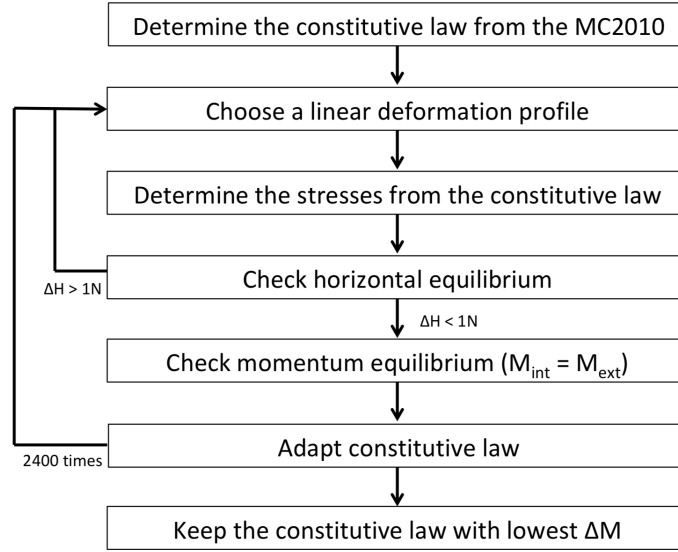 Determine the constitutive law from the MC2010
Choose a linear deformation profile
Determine the stresses from the constitutive law
Check horizontal equilibrium
ΔH > 1N
ΔH < 1N
Check momentum equilibrium (Mint = Mext)
Adapt constitutive law
2400 times
Keep the constitutive law with lowest ΔM